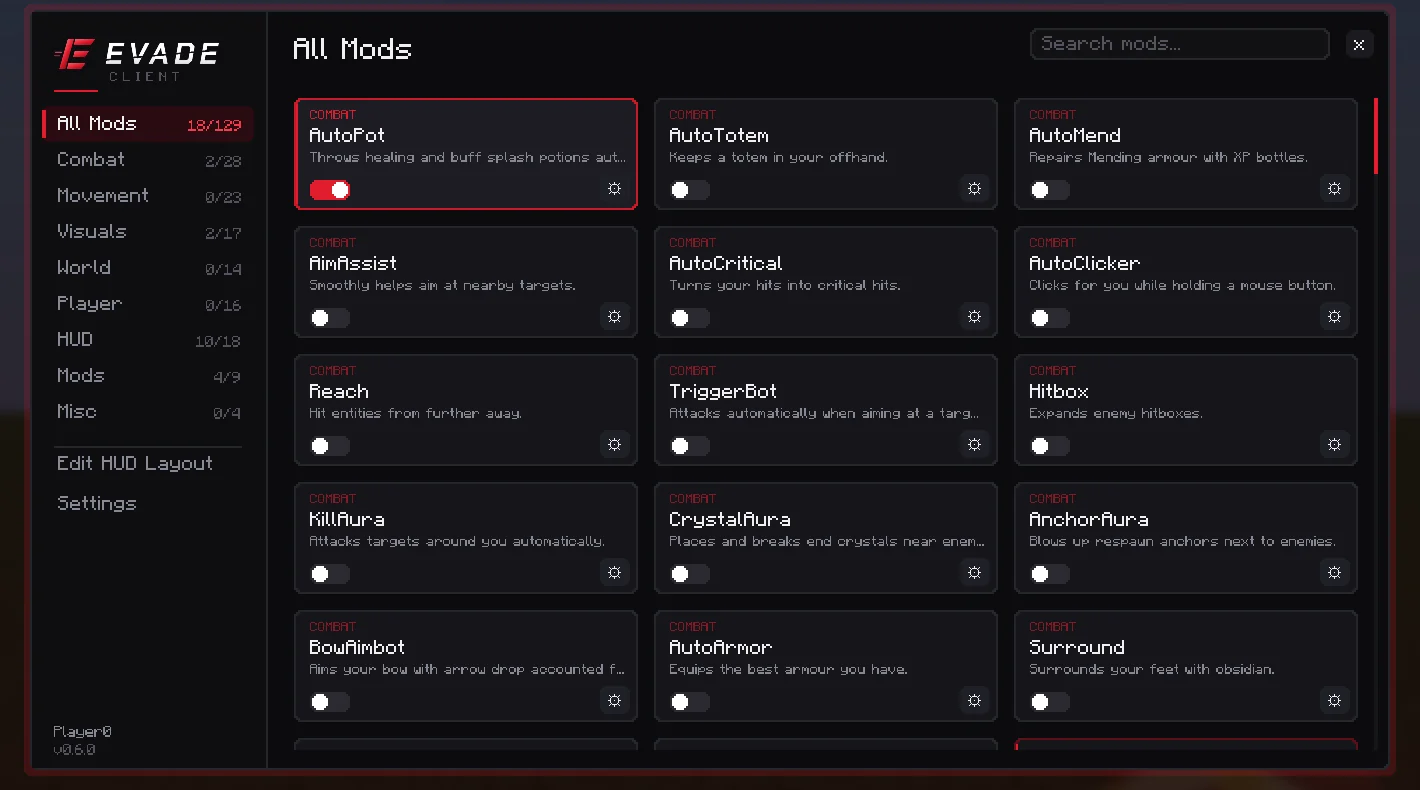 EVADE
CLIENT
All Mods
Search mods...
All Mods 18/129
Combat 2/28
Movement 0/23
Visuals 2/17
World 0/14
Player 0/16
HUD 10/18
Mods 4/9
Misc 0/4
Edit HUD Layout
Settings
Player0
v0.6.0
COMBAT
AutoPot
Throws healing and buff splash potions aut...
COMBAT
AutoTotem
Keeps a totem in your offhand.
COMBAT
AutoMend
Repairs Mending armour with XP bottles.
COMBAT
AimAssist
Smoothly helps aim at nearby targets.
COMBAT
AutoCritical
Turns your hits into critical hits.
COMBAT
AutoClicker
Clicks for you while holding a mouse button.
COMBAT
Reach
Hit entities from further away.
COMBAT
TriggerBot
Attacks automatically when aiming at a targ...
COMBAT
Hitbox
Expands enemy hitboxes.
COMBAT
KillAura
Attacks targets around you automatically.
COMBAT
CrystalAura
Places and breaks end crystals near enem...
COMBAT
AnchorAura
Blows up respawn anchors next to enemies.
COMBAT
BowAimbot
Aims your bow with arrow drop accounted f...
COMBAT
AutoArmor
Equips the best armour you have.
COMBAT
Surround
Surrounds your feet with obsidian.